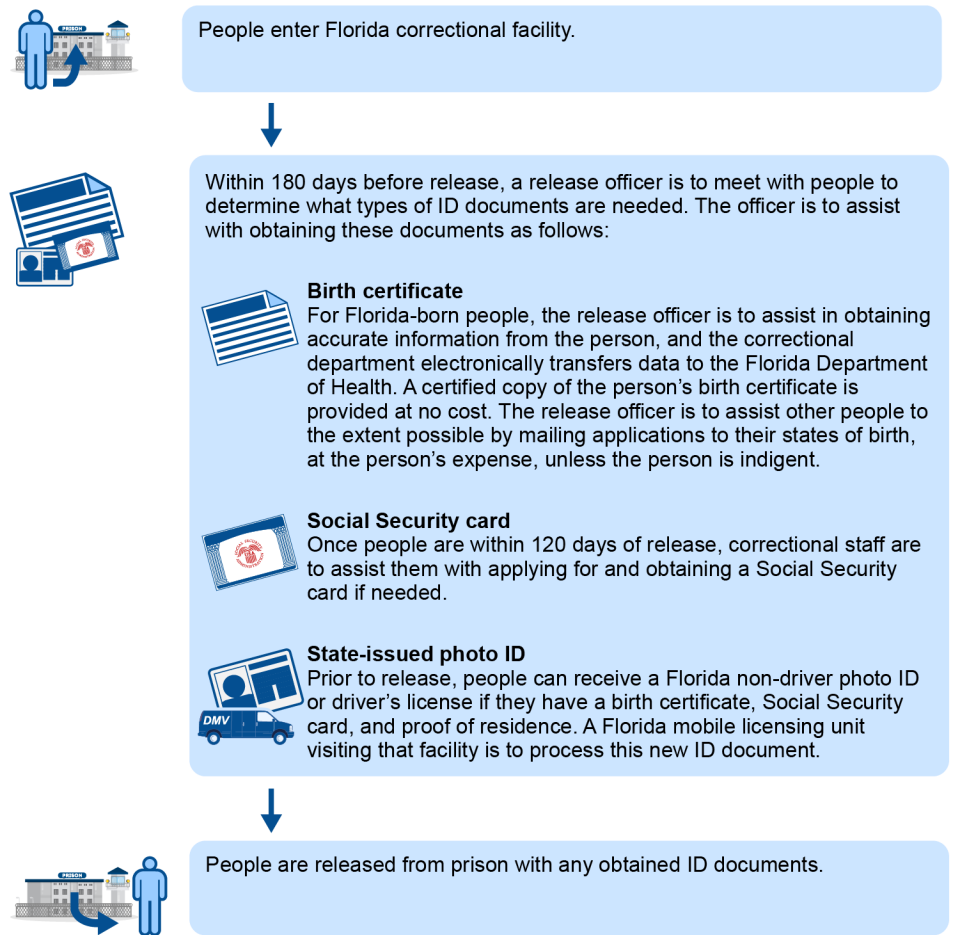 PRISON
People enter Florida correctional facility.
Within 180 days before release, a release officer is to meet with people to
determine what types of ID documents are needed. The officer is to assist
with obtaining these documents as follows:
Birth certificate
For Florida-born people, the release officer is to assist in obtaining
accurate information from the person, and the correctional
department electronically transfers data to the Florida Department
of Health. A certified copy of the person’s birth certificate is
provided at no cost. The release officer is to assist other people to
the extent possible by mailing applications to their states of birth,
at the person’s expense, unless the person is indigent.
Social Security card
Once people are within 120 days of release, correctional staff are
to assist them with applying for and obtaining a Social Security
card if needed.
State-issued photo ID
Prior to release, people can receive a Florida non-driver photo ID
or driver’s license if they have a birth certificate, Social Security
card, and proof of residence. A Florida mobile licensing unit
visiting that facility is to process this new ID document.
DMV
People are released from prison with any obtained ID documents.
PRISON